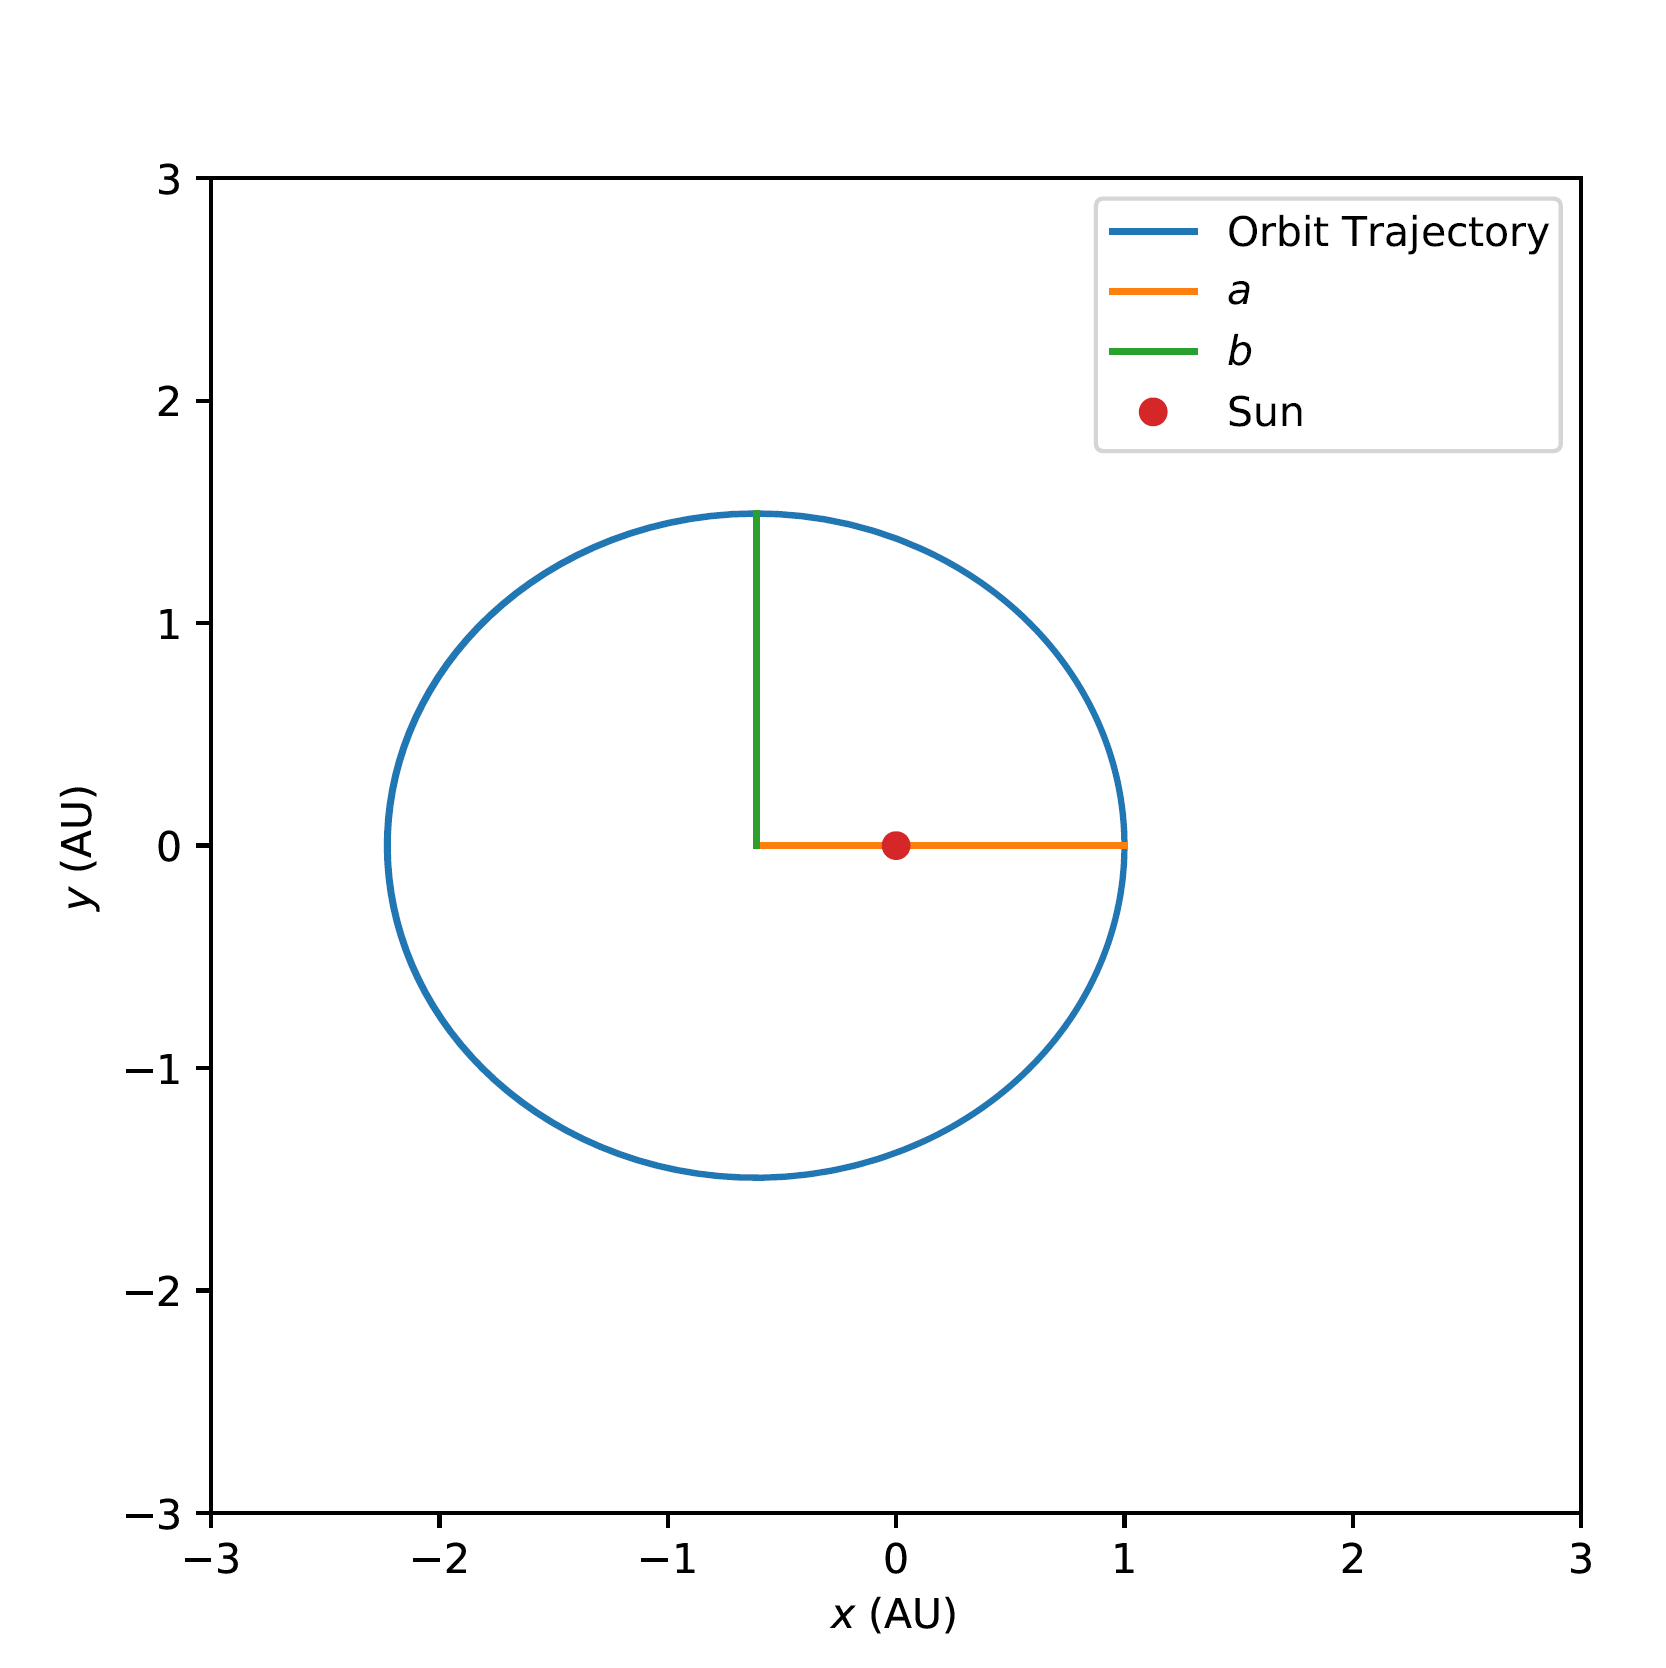 Orbit Trajectory
a
b
Sun
3
2
1
0
−1
−2
−3
y (AU)
−3 −2 −1 0 1 2 3
x (AU)